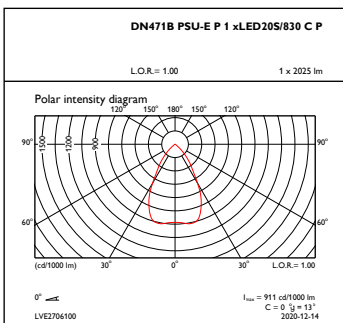 DN471B PSU-E P 1 xLED20S/830 C P
L.O.R.= 1.00 1 x 2025 lm
Polar intensity diagram
120° 150° 180° 150° 120°
90° -1500 -1200 -900 90°
60° 60°
(cd/1000 lm) 30° 0° 30° L.O.R.= 1.00
0° Imax = 911 cd/1000 lm
C = 0 °g = 13°
LVE2706100 2020-12-14